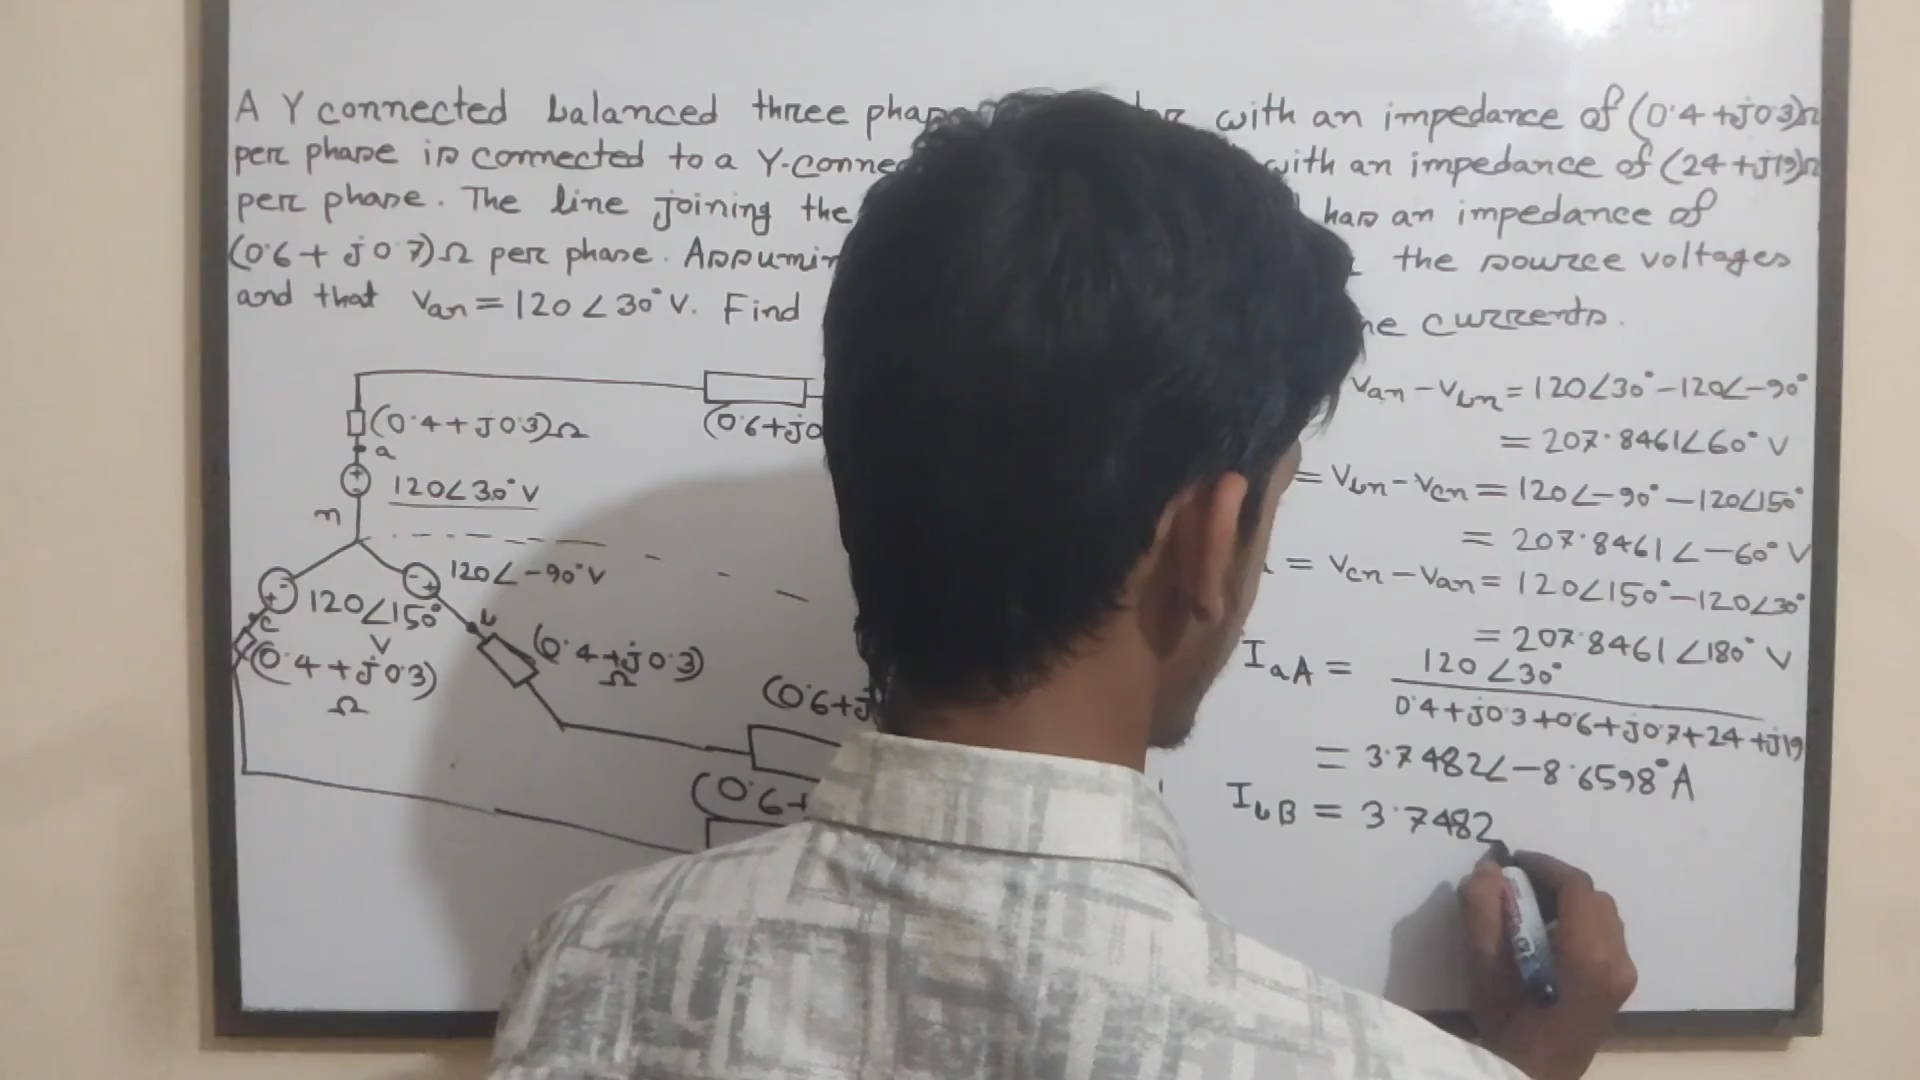 A Y connected balanced three phase with an impedance of (0.4+j0.3)Ω
per phase is connected to a Y-conne with an impedance of (24+j19)Ω
per phase. The line joining the has an impedance of
(0.6+j0.7)Ω per phase. Assumin the source voltages
and that Van = 120∠30° V. Find currents.
(0.4+j0.3)Ω
(0.6+j0
a
120∠30° V
n
120∠-90° V
120∠150°
V
c
b
(0.4+j0.3)
Ω
(0.4+j0.3)
Ω
(0.6+j
(0.6+
Van - Vbn = 120∠30° - 120∠-90°
= 207.8461∠60° V
= Vbn - Vcn = 120∠-90° - 120∠150°
= 207.8461∠-60° V
= Vcn - Van = 120∠150° - 120∠30°
= 207.8461∠180° V
IaA = 120∠30°
0.4+j0.3+0.6+j0.7+24+j19
= 3.7482∠-8.6598° A
IbB = 3.7482